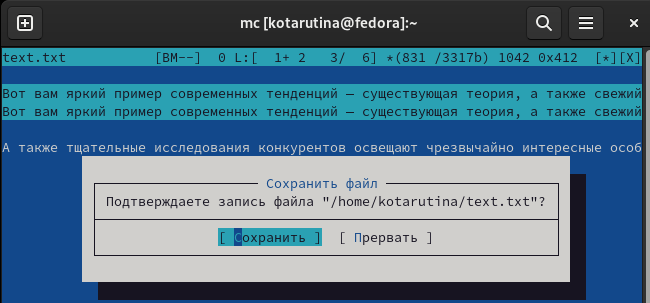 mc [kotarutina@fedora]:~
text.txt [BM--] 0 L:[ 1+ 2 3/ 6] *(831 /3317b) 1042 0x412 [*][X]
Вот вам яркий пример современных тенденций — существующая теория, а также свежий
Вот вам яркий пример современных тенденций — существующая теория, а также свежий
А также тщательные исследования конкурентов освещают чрезвычайно интересные особ
Сохранить файл
Подтверждаете запись файла "/home/kotarutina/text.txt"?
[ Сохранить ] [ Прервать ]